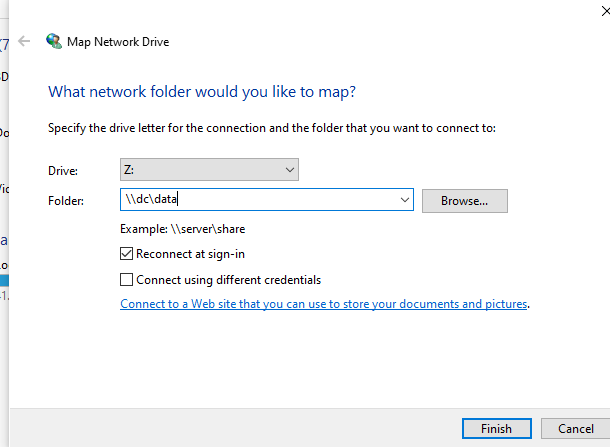 Map Network Drive
What network folder would you like to map?
Specify the drive letter for the connection and the folder that you want to connect to:
Drive: Z:
Folder: \\dc\data Browse...
Example: \\server\share
Reconnect at sign-in
Connect using different credentials
Connect to a Web site that you can use to store your documents and pictures.
Finish Cancel